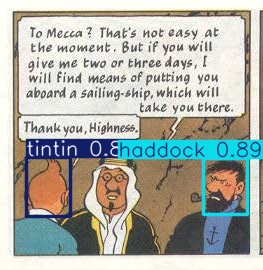 To Mecca? That's not easy at
the moment. But if you will
give me two or three days, I
will find means of putting you
aboard a sailing-ship, which will
take you there.
Thank you, Highness.
tintin 0.8
haddock 0.89